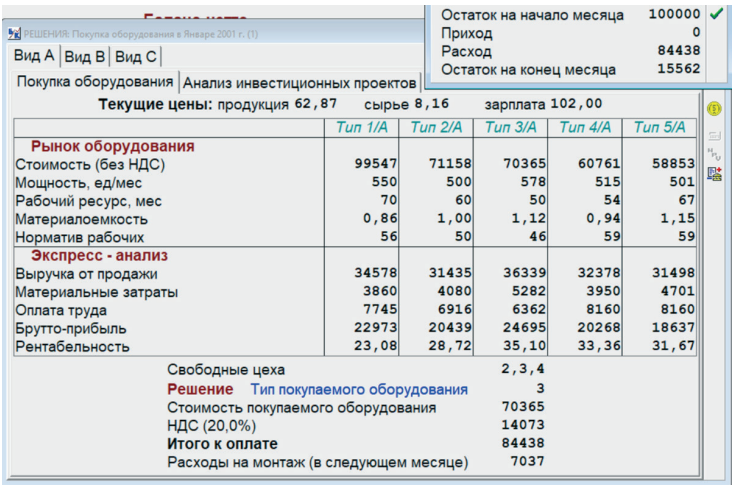 Баланс-нетто
Остаток на начало месяца 100000
Приход 0
Расход 84438
Остаток на конец месяца 15562
РЕШЕНИЯ: Покупка оборудования в Январе 2001 г. (1)
Вид A Вид B Вид C
Покупка оборудования Анализ инвестиционных проектов
Текущие цены: продукция 62,87 сырье 8,16 зарплата 102,00
Тип 1/А Тип 2/А Тип 3/А Тип 4/А Тип 5/А
Рынок оборудования
Стоимость (без НДС) 99547 71158 70365 60761 58853
Мощность, ед/мес 550 500 578 515 501
Рабочий ресурс, мес 70 60 50 54 67
Материалоемкость 0,86 1,00 1,12 0,94 1,15
Норматив рабочих 56 50 46 59 59
Экспресс - анализ
Выручка от продажи 34578 31435 36339 32378 31498
Материальные затраты 3860 4080 5282 3950 4701
Оплата труда 7745 6916 6362 8160 8160
Брутто-прибыль 22973 20439 24695 20268 18637
Рентабельность 23,08 28,72 35,10 33,36 31,67
Свободные цеха 2,3,4
Решение Тип покупаемого оборудования 3
Стоимость покупаемого оборудования 70365
НДС (20,0%) 14073
Итого к оплате 84438
Расходы на монтаж (в следующем месяце) 7037